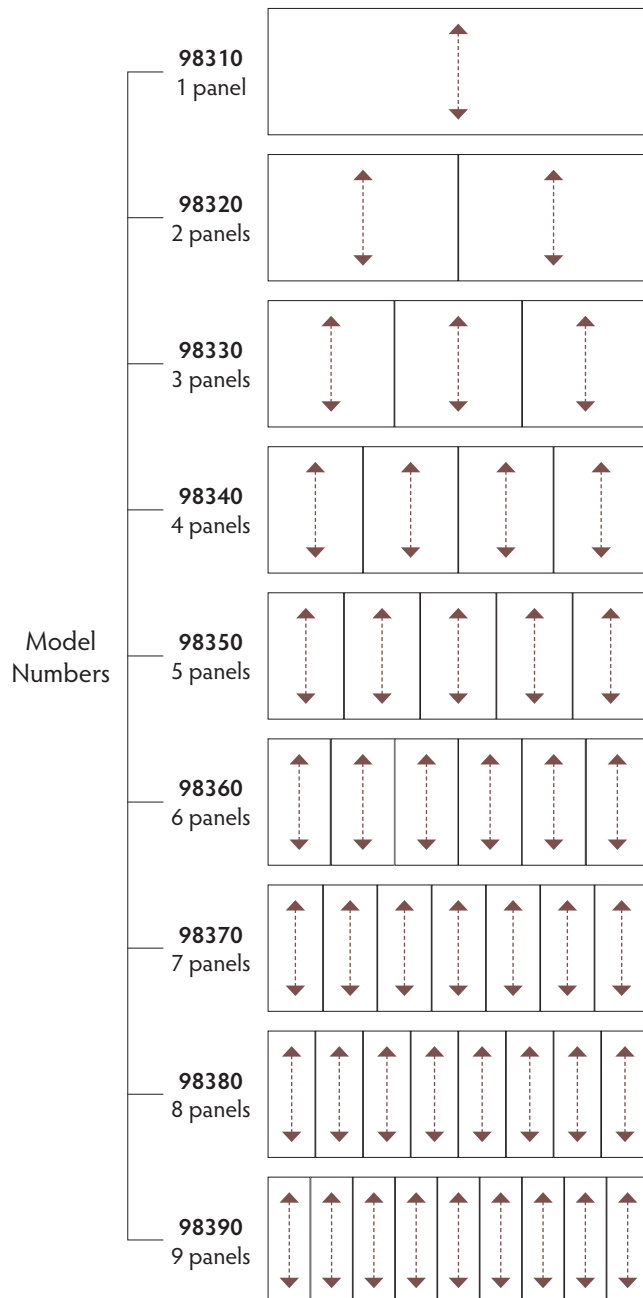 98310
1 panel
98320
2 panels
98330
3 panels
98340
4 panels
Model
Numbers
98350
5 panels
98360
6 panels
98370
7 panels
98380
8 panels
98390
9 panels